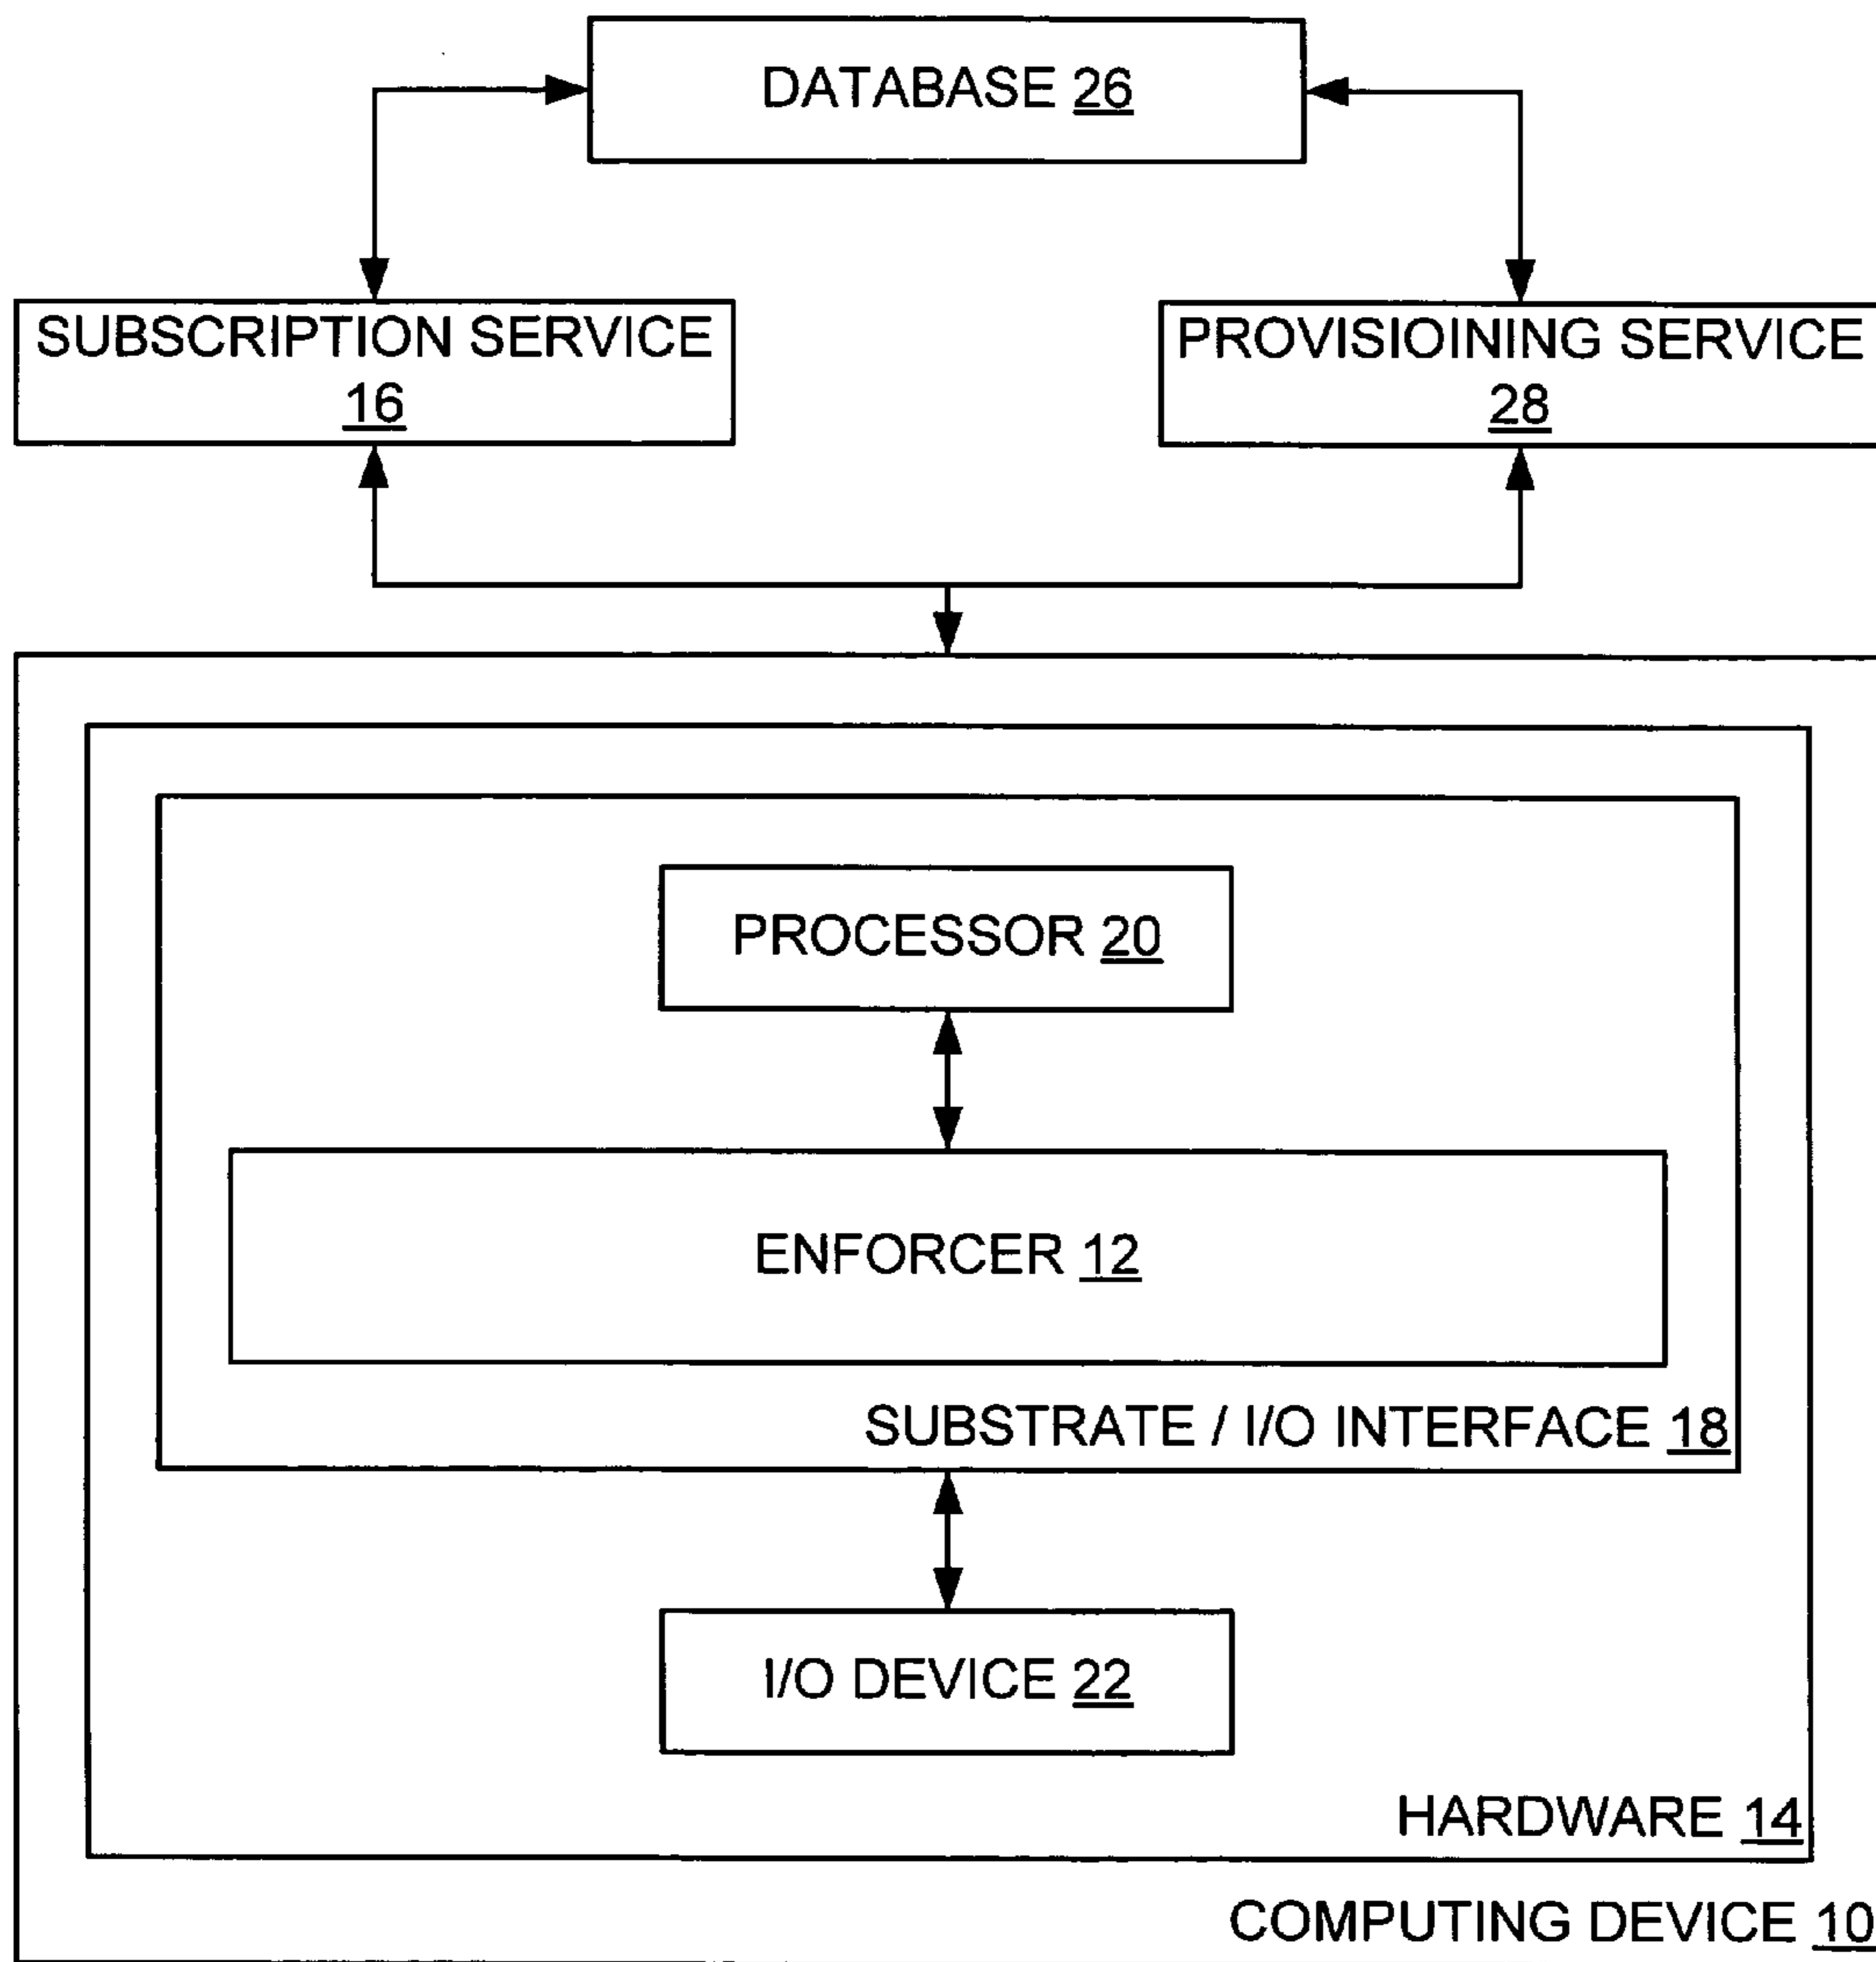 DATABASE 26
SUBSCRIPTION SERVICE
16
PROVISIOINING SERVICE
28
PROCESSOR 20
ENFORCER 12
SUBSTRATE / I/O INTERFACE 18
I/O DEVICE 22
HARDWARE 14
COMPUTING DEVICE 10